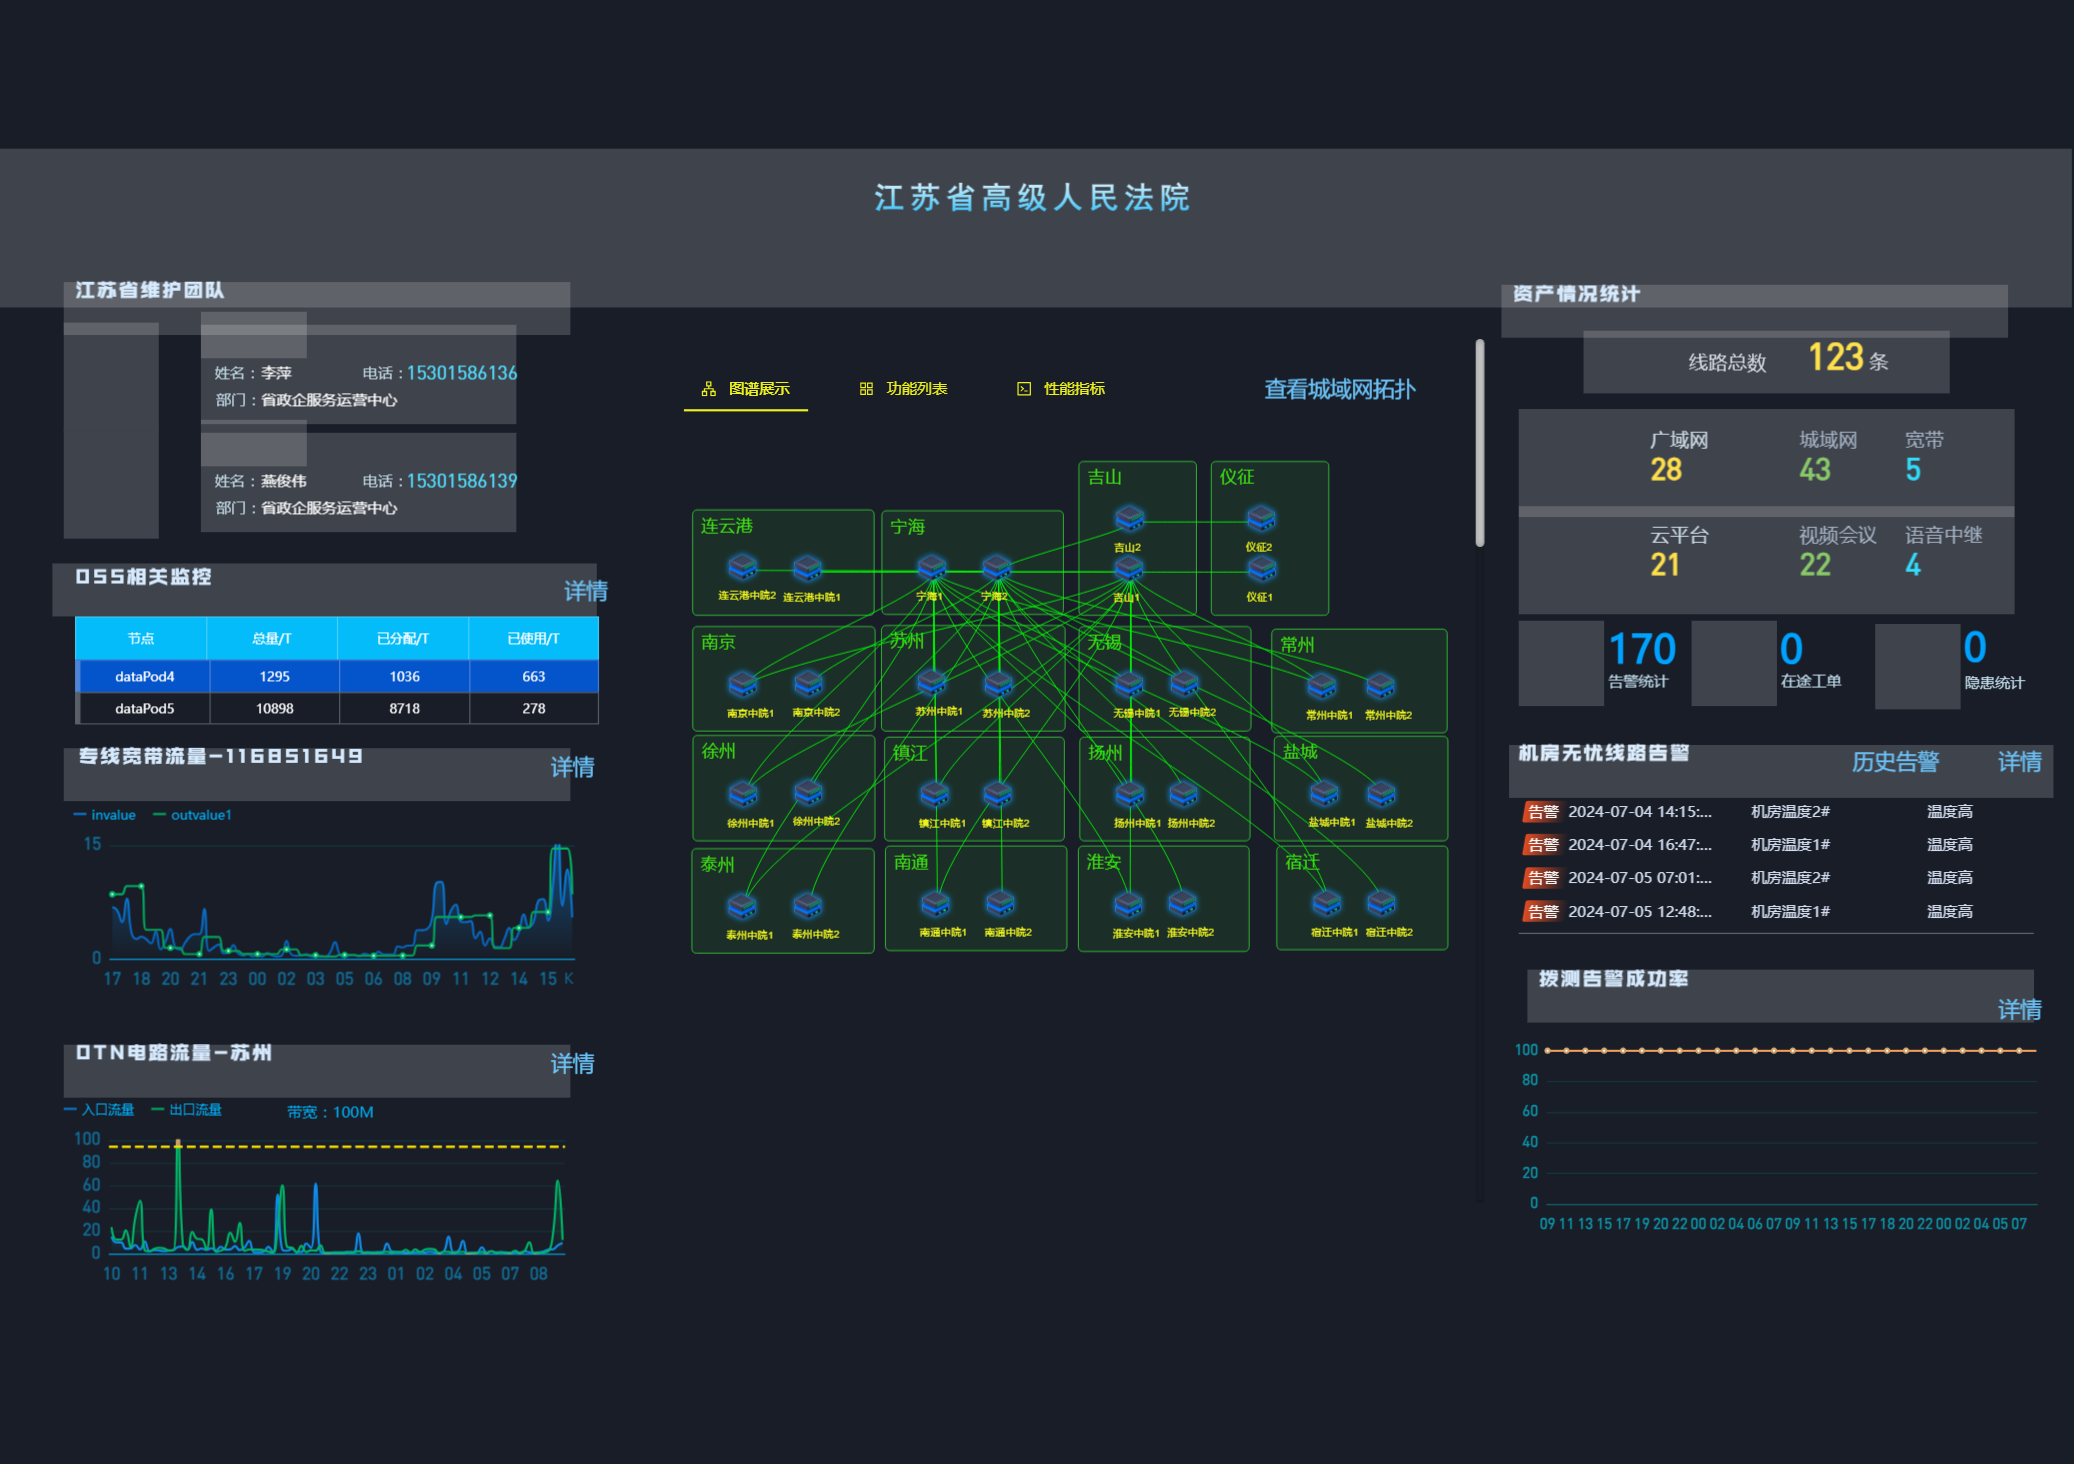 江苏省高级人民法院
江苏省维护团队
姓名：李萍 电话：15301586136
部门：省政企服务运营中心
姓名：燕俊伟 电话：15301586139
部门：省政企服务运营中心
OSS相关监控 详情
节点 总量/T 已分配/T 已使用/T
dataPod4 1295 1036 663
dataPod5 10898 8718 278
专线宽带流量-116851649 详情
invalue outvalue1
15
0
17 18 20 21 23 00 02 03 05 06 08 09 11 12 14 15 K
OTN电路流量-苏州 详情
入口流量 出口流量 带宽：100M
100
80
60
40
20
0
10 11 13 14 16 17 19 20 22 23 01 02 04 05 07 08
图谱展示 功能列表 性能指标 查看城域网拓扑
吉山 仪征
吉山2 仪征2
连云港 宁海
连云港中院2 连云港中院1 宁海1 宁海2 吉山1 仪征1
南京 苏州 无锡 常州
南京中院1 南京中院2 苏州中院1 苏州中院2 无锡中院1 无锡中院2 常州中院1 常州中院2
徐州 镇江 扬州 盐城
徐州中院1 徐州中院2 镇江中院1 镇江中院2 扬州中院1 扬州中院2 盐城中院1 盐城中院2
泰州 南通 淮安 宿迁
泰州中院1 泰州中院2 南通中院1 南通中院2 淮安中院1 淮安中院2 宿迁中院1 宿迁中院2
资产情况统计
线路总数 123条
广域网 城域网 宽带
28 43 5
云平台 视频会议 语音中继
21 22 4
170 0 0
告警统计 在途工单 隐患统计
机房无忧线路告警 历史告警 详情
告警 2024-07-04 14:15:... 机房温度2# 温度高
告警 2024-07-04 16:47:... 机房温度1# 温度高
告警 2024-07-05 07:01:... 机房温度2# 温度高
告警 2024-07-05 12:48:... 机房温度1# 温度高
拨测告警成功率
详情
100
80
60
40
20
0
09 11 13 15 17 19 20 22 00 02 04 06 07 09 11 13 15 17 18 20 22 00 02 04 05 07